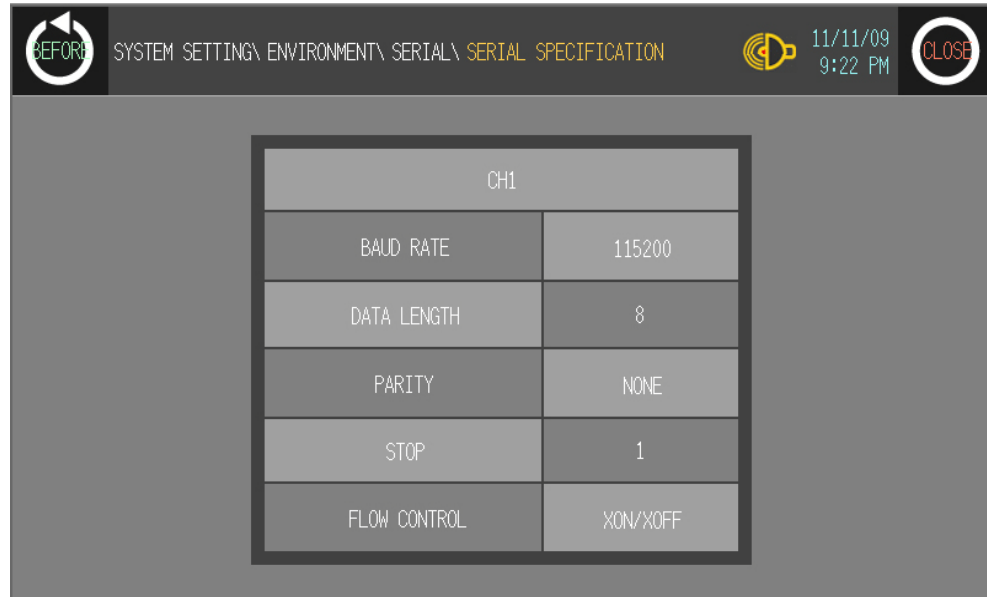 BEFORE
SYSTEM SETTING\ ENVIRONMENT\ SERIAL\ SERIAL SPECIFICATION
11/11/09
9:22 PM
CLOSE
CH1
BAUD RATE 115200
DATA LENGTH 8
PARITY NONE
STOP 1
FLOW CONTROL XON/XOFF